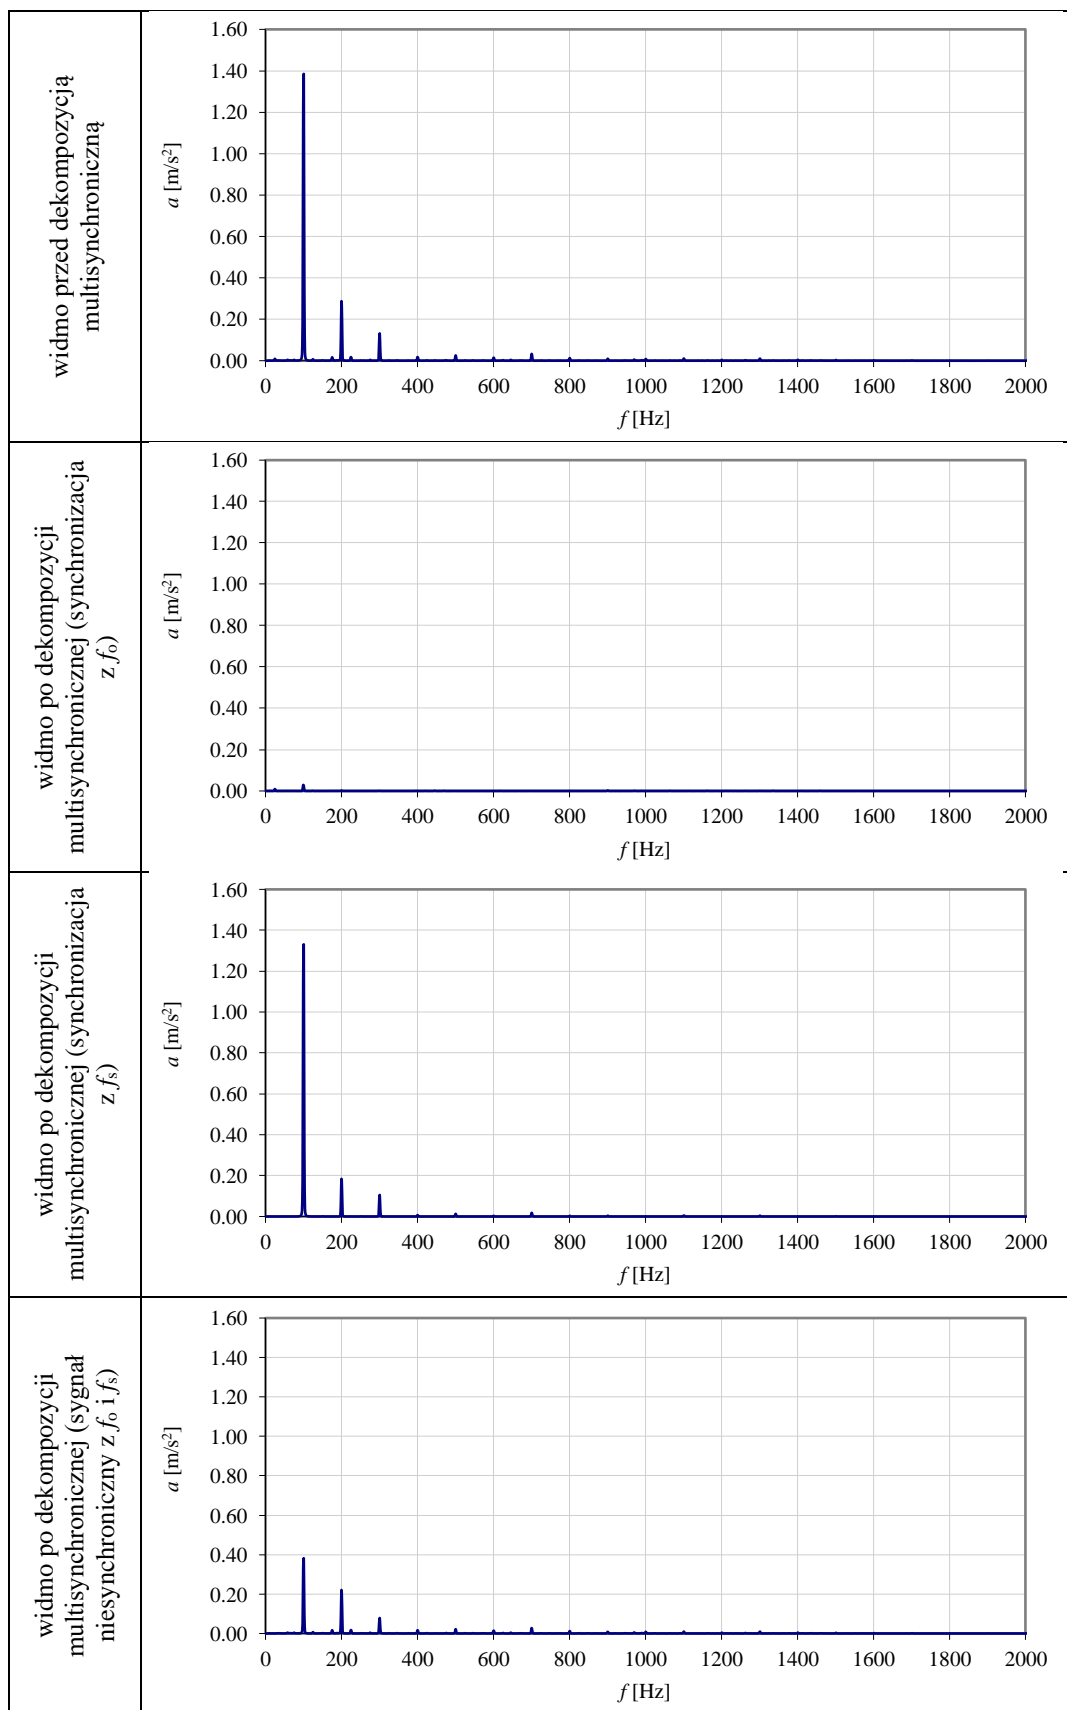 widmo przed dekompozycją
multisynchroniczną
1.60
1.40
1.20
1.00
0.80
0.60
0.40
0.20
0.00
a [m/s²]
0 200 400 600 800 1000 1200 1400 1600 1800 2000
f [Hz]
widmo po dekompozycji
multisynchronicznej (synchronizacja
z fo)
1.60
1.40
1.20
1.00
0.80
0.60
0.40
0.20
0.00
a [m/s²]
0 200 400 600 800 1000 1200 1400 1600 1800 2000
f [Hz]
widmo po dekompozycji
multisynchronicznej (synchronizacja
z fs)
1.60
1.40
1.20
1.00
0.80
0.60
0.40
0.20
0.00
a [m/s²]
0 200 400 600 800 1000 1200 1400 1600 1800 2000
f [Hz]
widmo po dekompozycji
multisynchronicznej (sygnał
niesynchroniczny z fo i fs)
1.60
1.40
1.20
1.00
0.80
0.60
0.40
0.20
0.00
a [m/s²]
0 200 400 600 800 1000 1200 1400 1600 1800 2000
f [Hz]